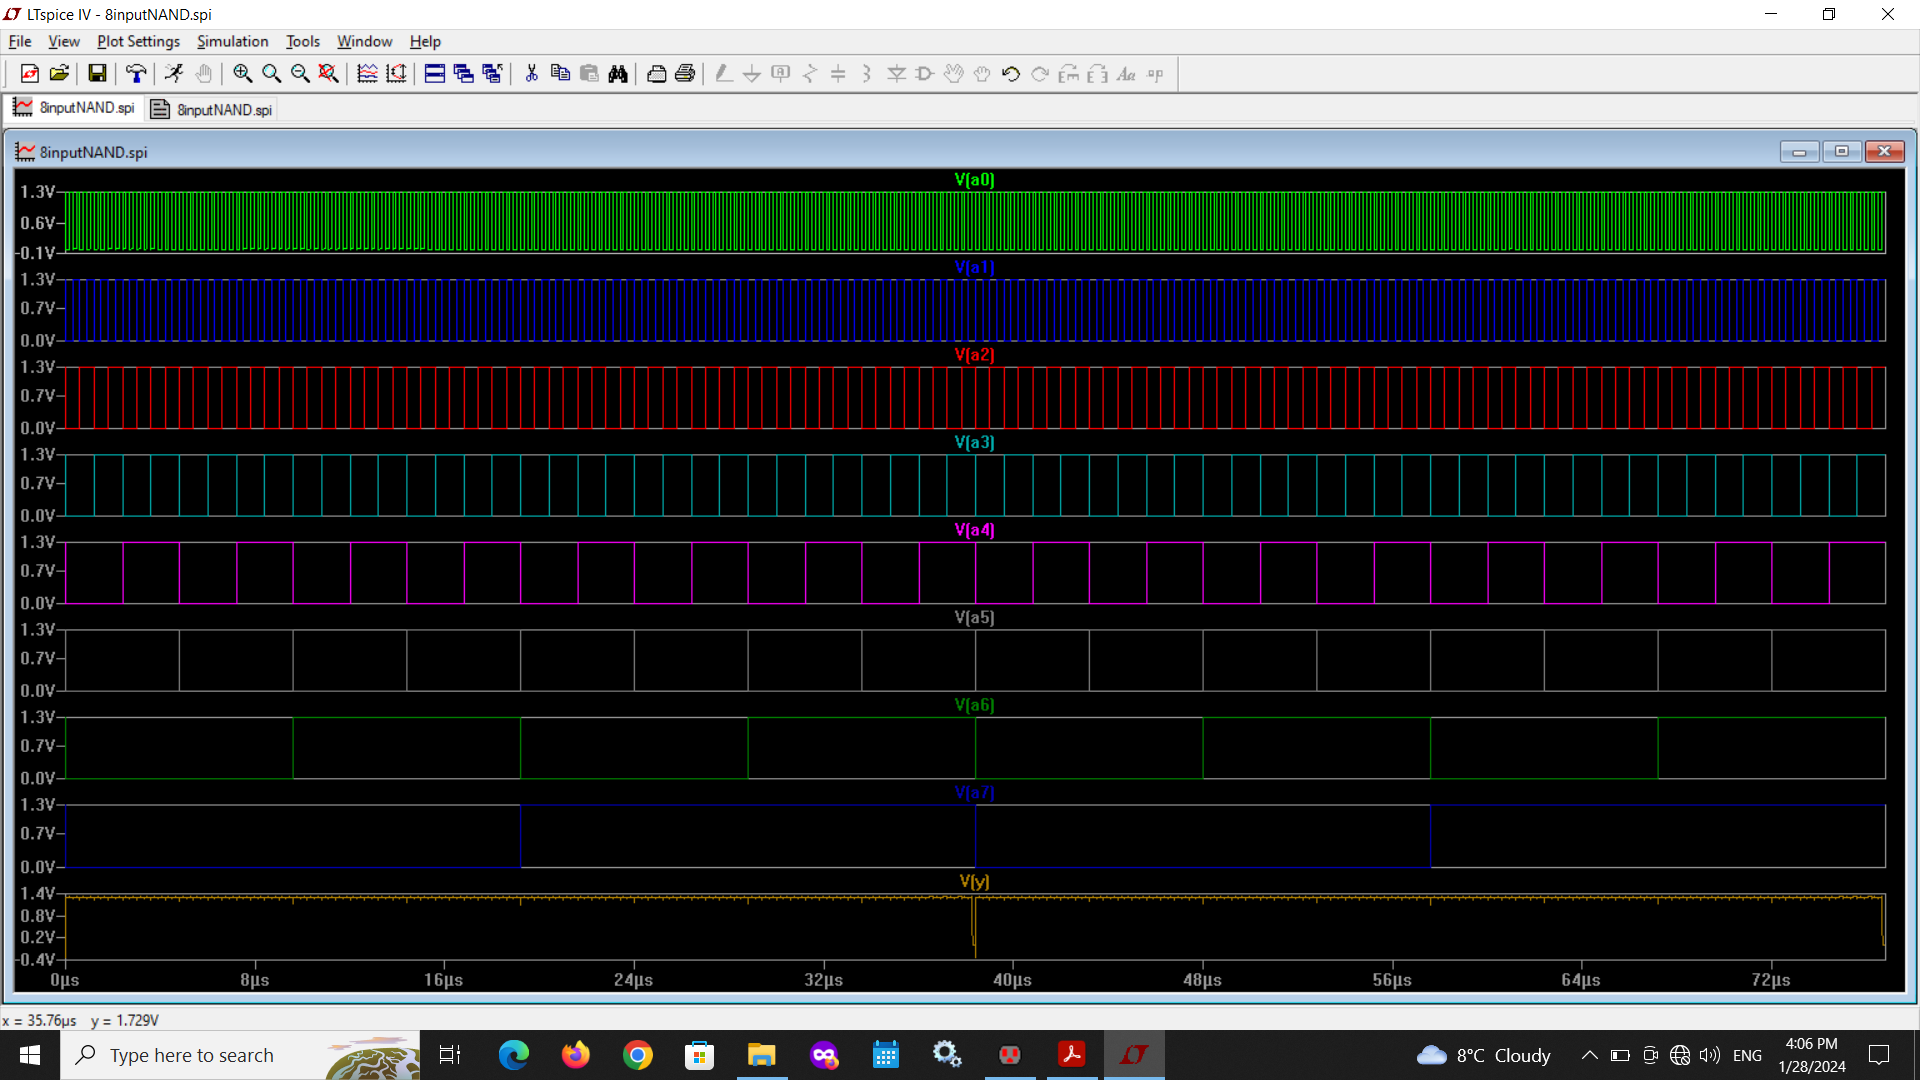 LTspice IV - 8inputNAND.spi
File View Plot Settings Simulation Tools Window Help
8inputNAND.spi 8inputNAND.spi
8inputNAND.spi
V(a0)
1.3V
0.6V
-0.1V
V(a1)
1.3V
0.7V
0.0V
V(a2)
1.3V
0.7V
0.0V
V(a3)
1.3V
0.7V
0.0V
V(a4)
1.3V
0.7V
0.0V
V(a5)
1.3V
0.7V
0.0V
V(a6)
1.3V
0.7V
0.0V
V(a7)
1.3V
0.7V
0.0V
V(y)
1.4V
0.8V
0.2V
-0.4V
0µs 8µs 16µs 24µs 32µs 40µs 48µs 56µs 64µs 72µs
x = 35.76µs y = 1.729V
Type here to search
8°C Cloudy
ENG
4:06 PM
1/28/2024